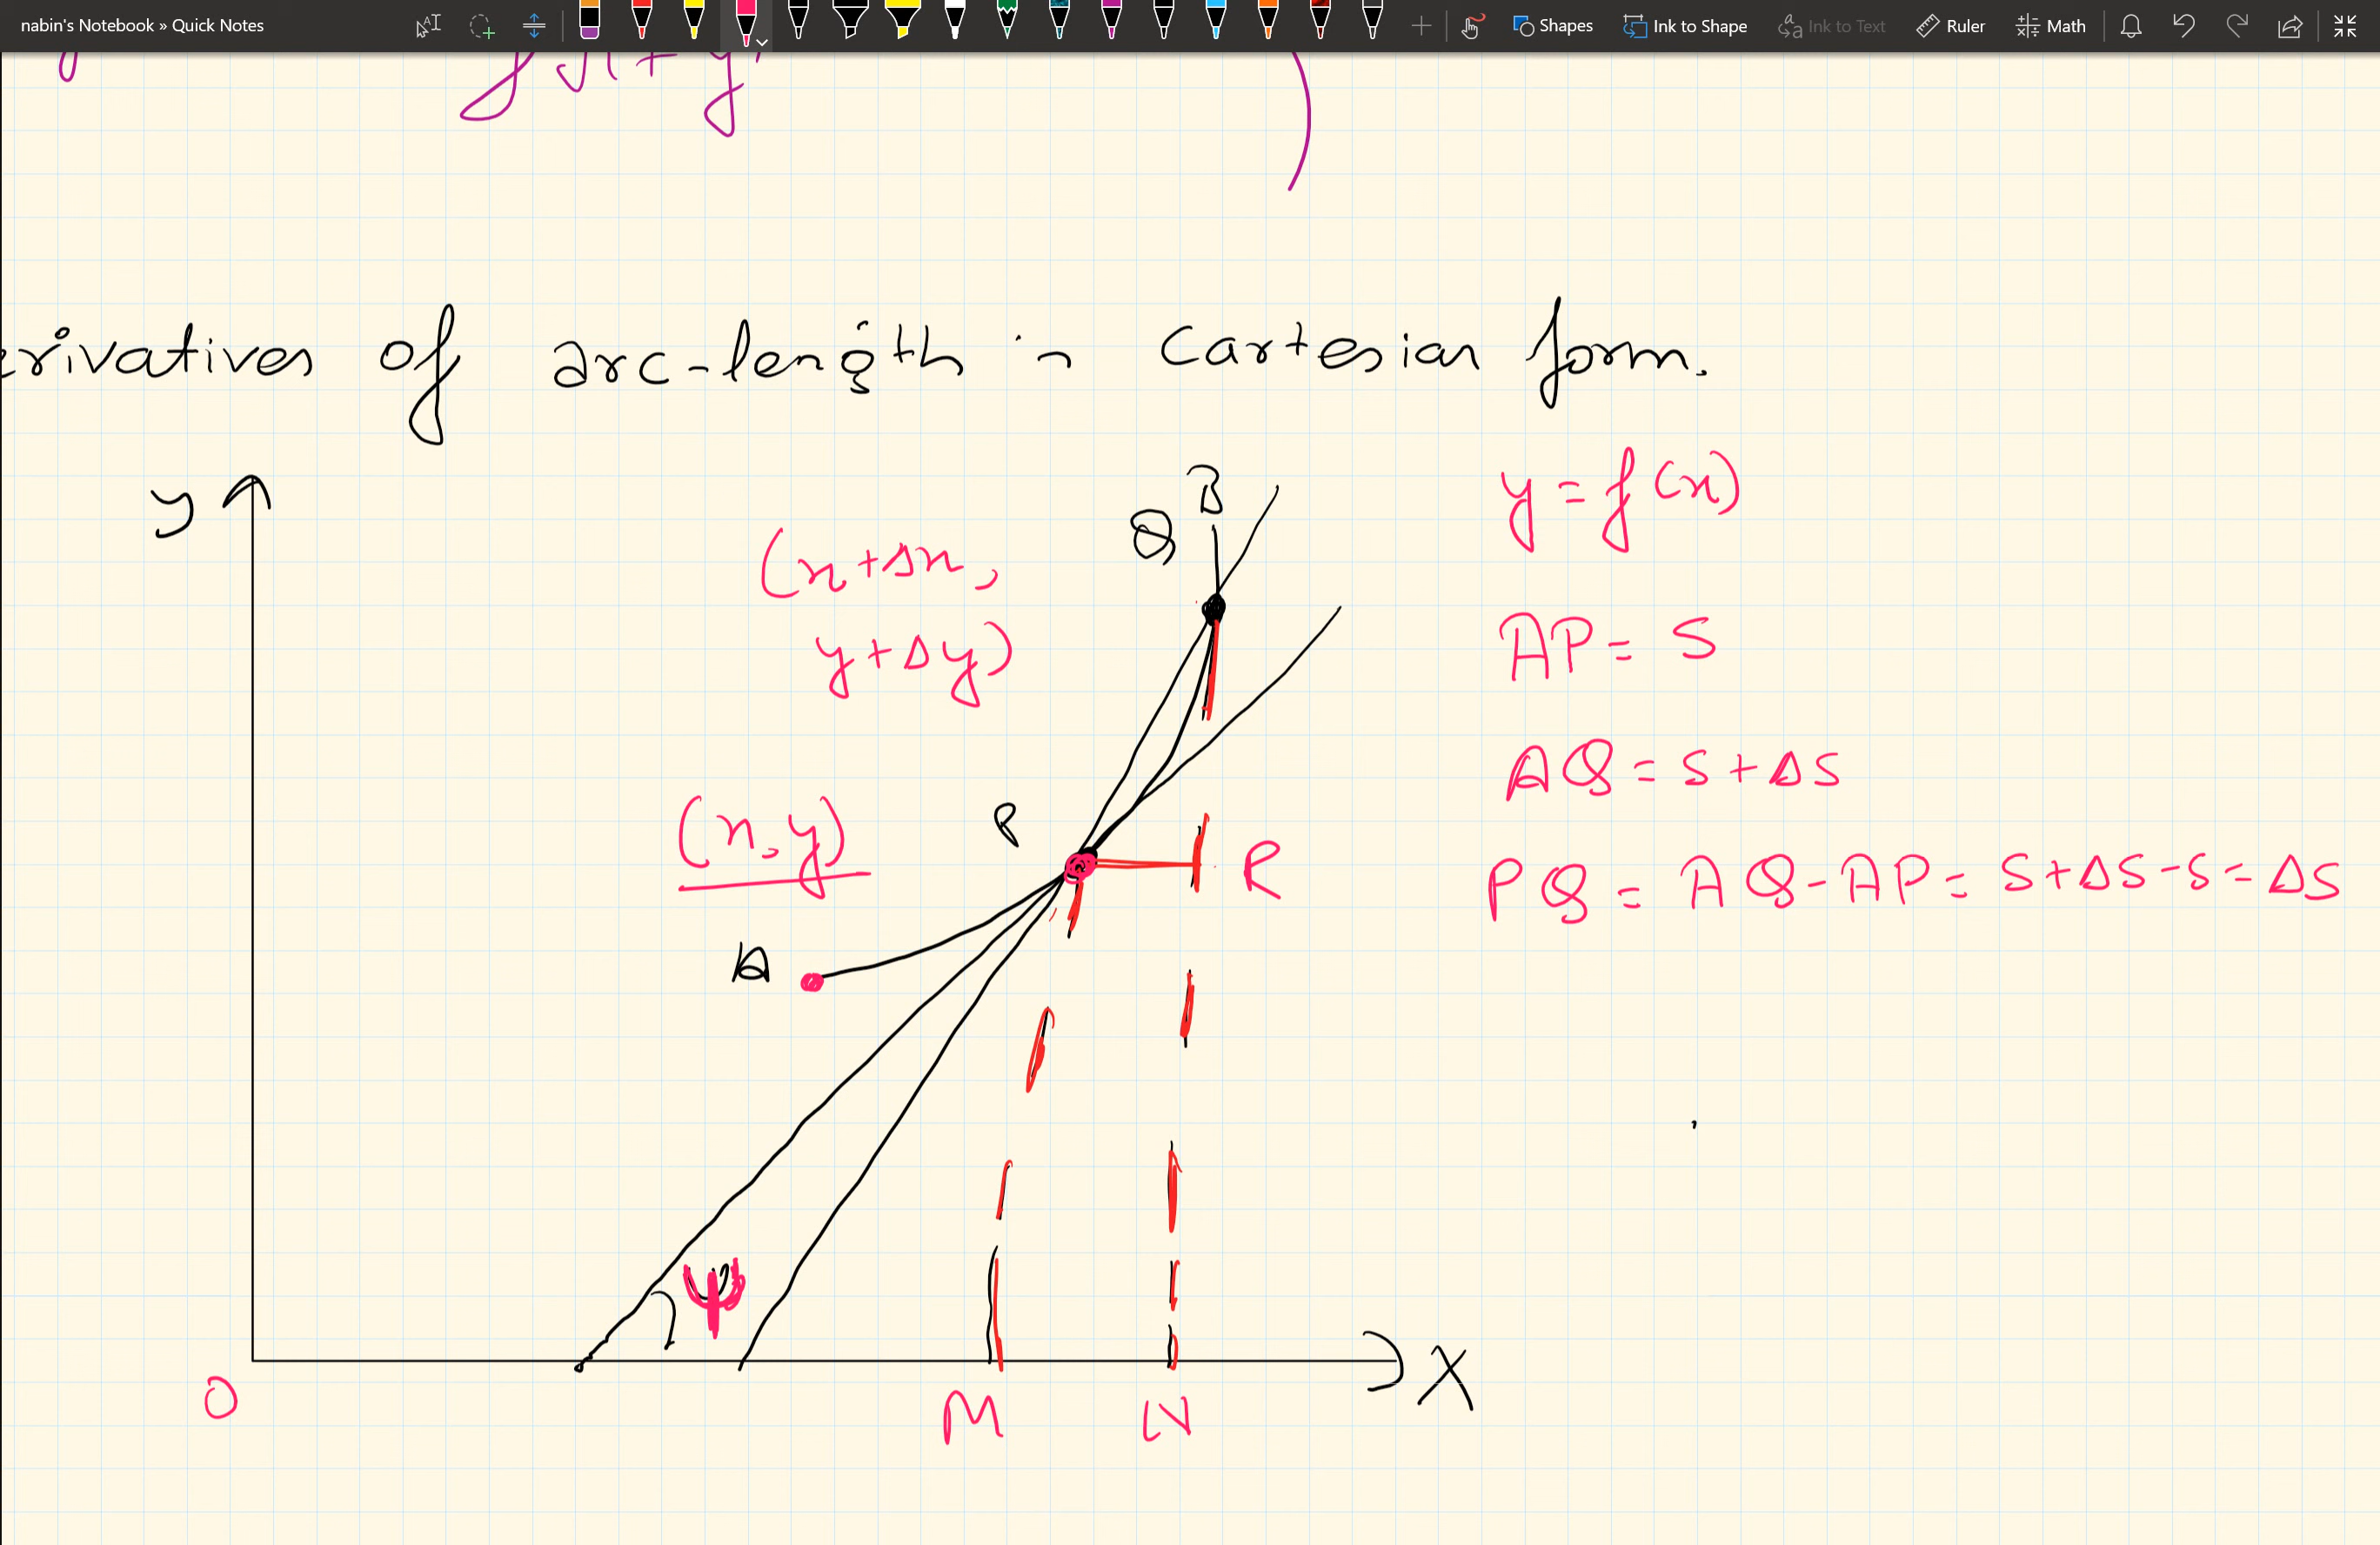 nabin's Notebook » Quick Notes
Shapes
Ink to Shape
Ink to Text
Ruler
Math
erivatives of arc-length in Cartesian form.
y
B
Q
y = f(x)
(x+Δx,
y+Δy)
AP = S
AQ = S+ΔS
(x,y)
P
R
PQ = AQ-AP = S+ΔS-S = ΔS
A
ψ
X
O
M
N